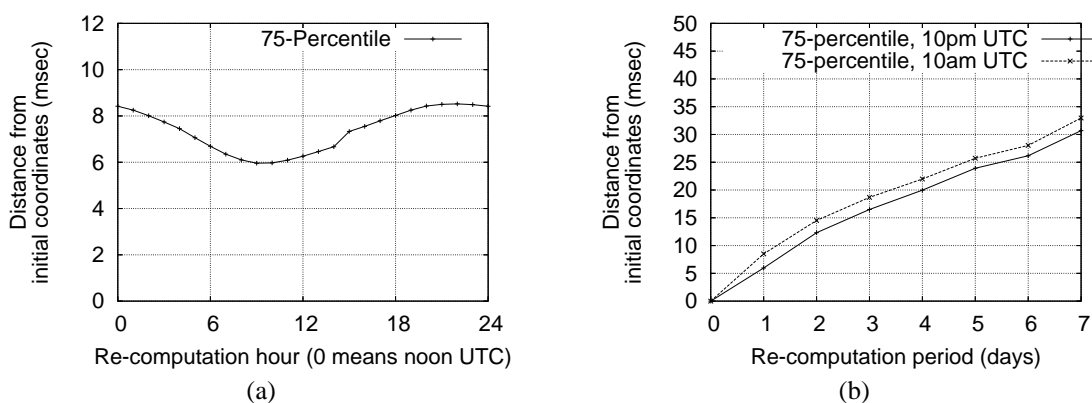 12
10
8
6
4
2
0
0
6
12
18
24
75-Percentile
Distance from
initial coordinates (msec)
Re-computation hour (0 means noon UTC)
(a)
50
45
40
35
30
25
20
15
10
5
0
0
1
2
3
4
5
6
7
75-percentile, 10pm UTC
75-percentile, 10am UTC
Distance from
initial coordinates (msec)
Re-computation period (days)
(b)